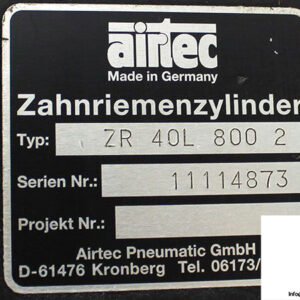 airtec
Made in Germany
Zahnriemenzylinder
Typ: ZR 40L 800 2
Serien Nr.: 11114873
Projekt Nr.:
Airtec Pneumatic GmbH
D-61476 Kronberg Tel. 06173/